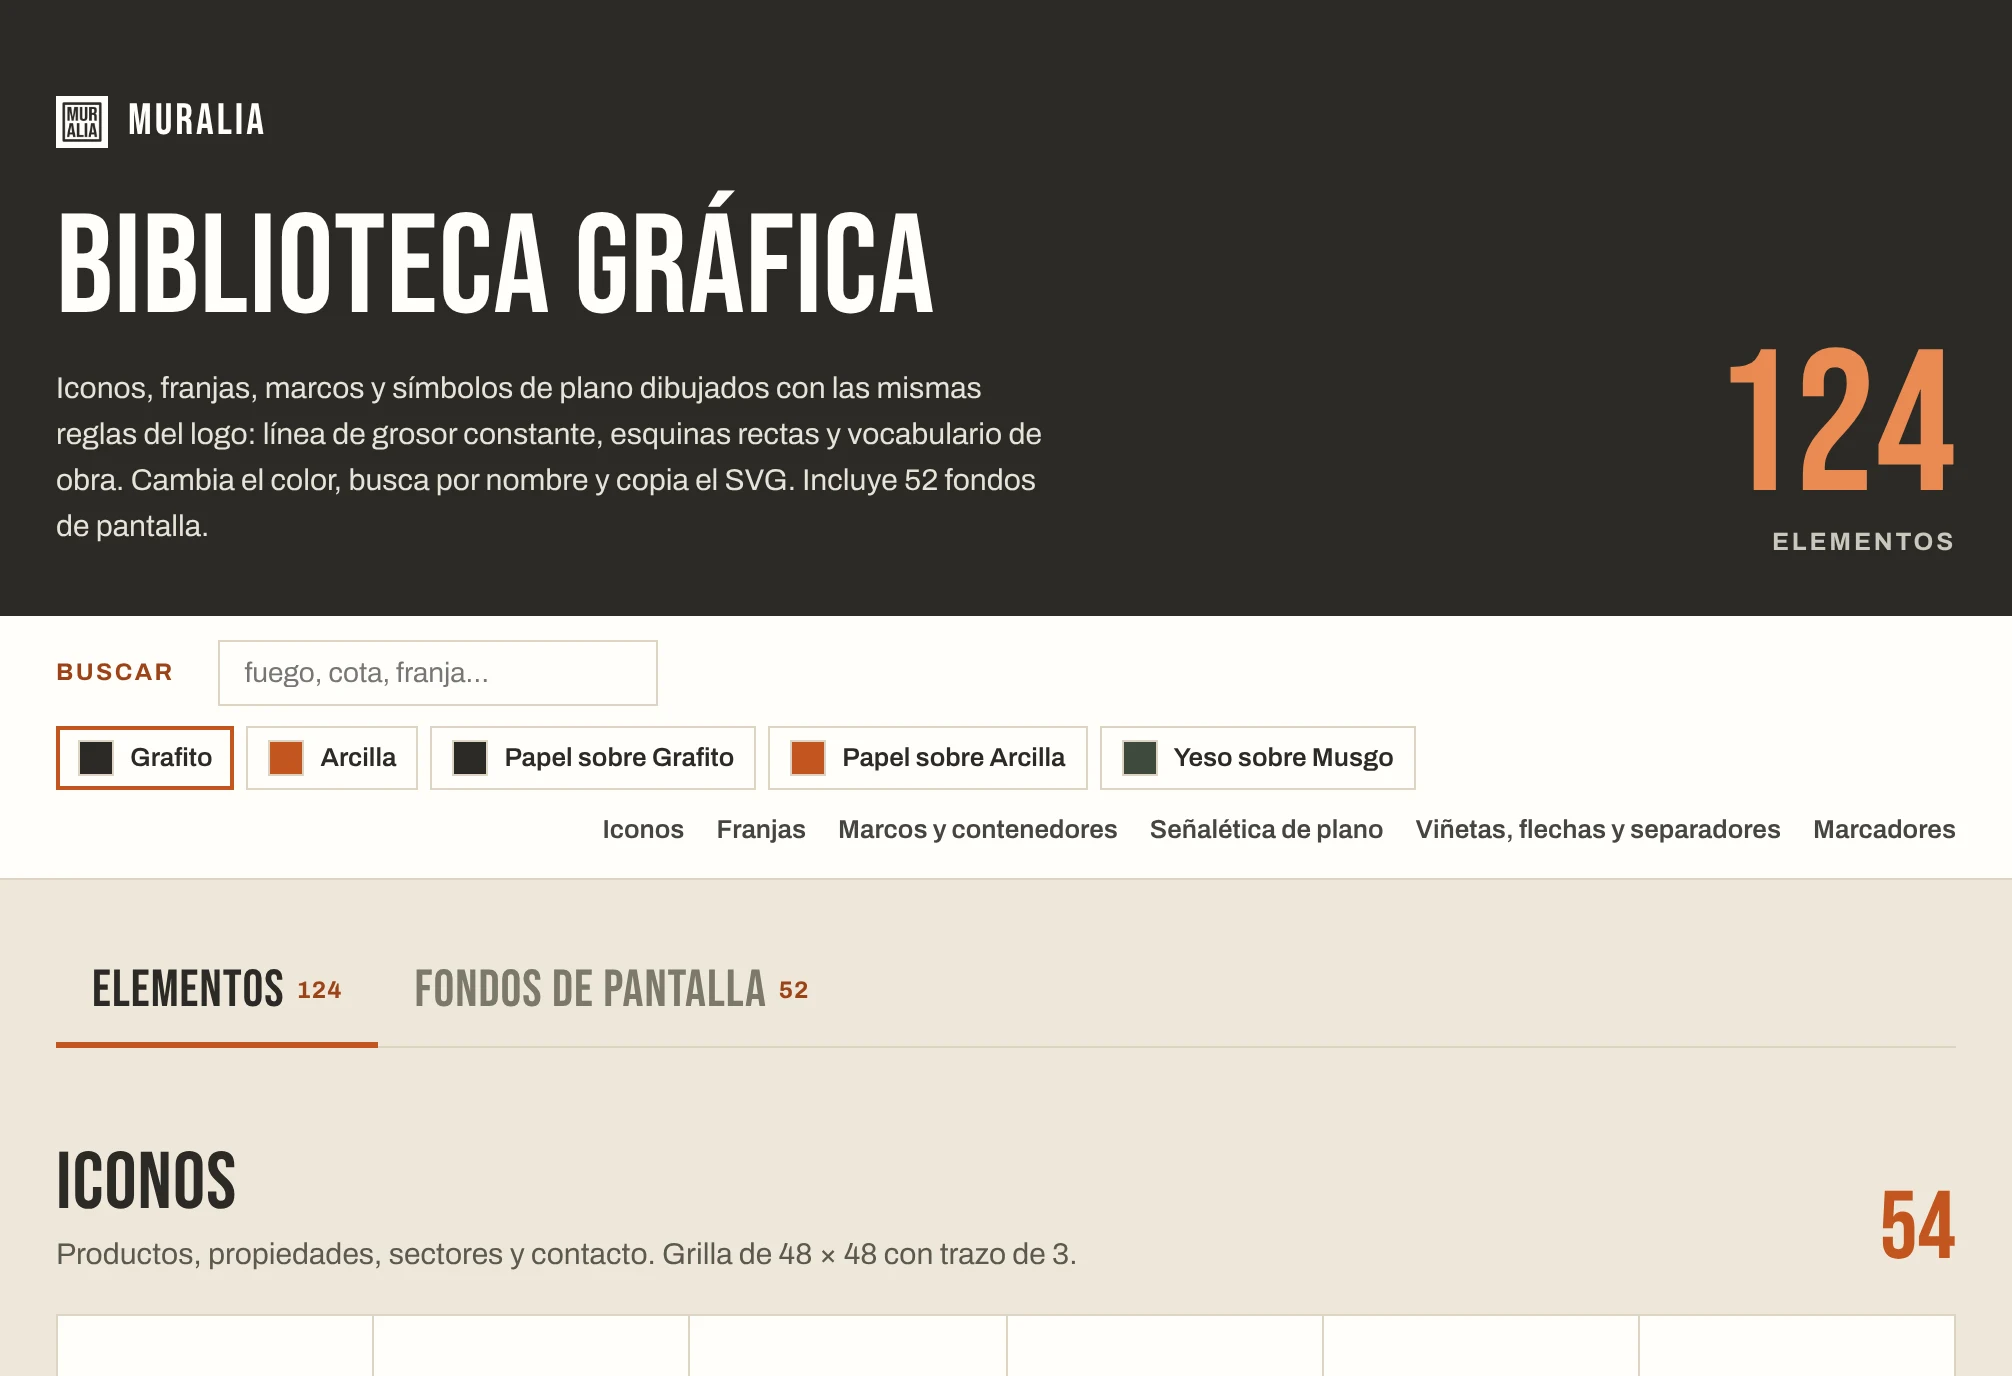 MUR
ALIA
MURALIA
BIBLIOTECA GRÁFICA
Iconos, franjas, marcos y símbolos de plano dibujados con las mismas
reglas del logo: línea de grosor constante, esquinas rectas y vocabulario de
obra. Cambia el color, busca por nombre y copia el SVG. Incluye 52 fondos
de pantalla.
124
ELEMENTOS
BUSCAR
fuego, cota, franja...
Grafito
Arcilla
Papel sobre Grafito
Papel sobre Arcilla
Yeso sobre Musgo
Iconos
Franjas
Marcos y contenedores
Señalética de plano
Viñetas, flechas y separadores
Marcadores
ELEMENTOS 124
FONDOS DE PANTALLA 52
ICONOS
Productos, propiedades, sectores y contacto. Grilla de 48 × 48 con trazo de 3.
54